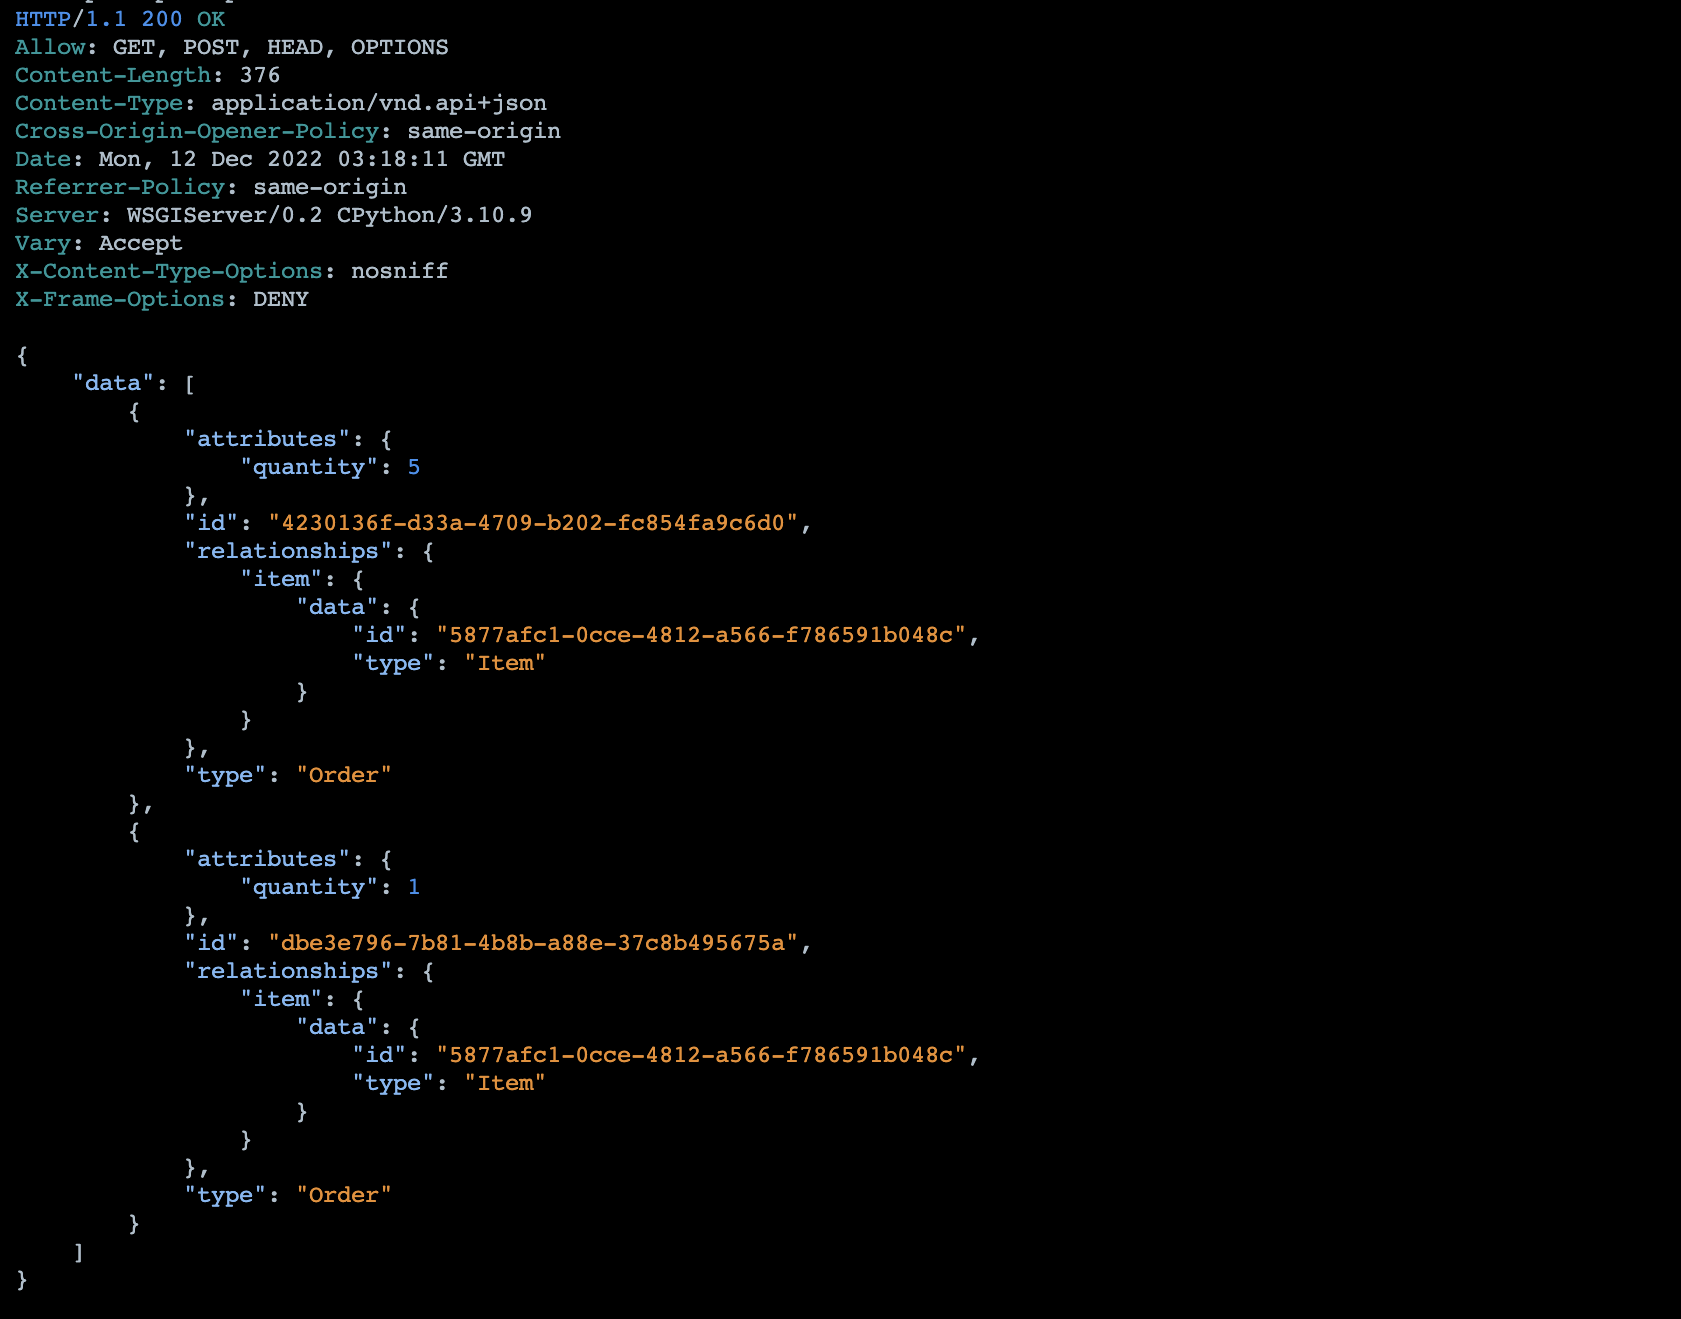 HTTP/1.1 200 OK
Allow: GET, POST, HEAD, OPTIONS
Content-Length: 376
Content-Type: application/vnd.api+json
Cross-Origin-Opener-Policy: same-origin
Date: Mon, 12 Dec 2022 03:18:11 GMT
Referrer-Policy: same-origin
Server: WSGIServer/0.2 CPython/3.10.9
Vary: Accept
X-Content-Type-Options: nosniff
X-Frame-Options: DENY

{
    "data": [
        {
            "attributes": {
                "quantity": 5
            },
            "id": "4230136f-d33a-4709-b202-fc854fa9c6d0",
            "relationships": {
                "item": {
                    "data": {
                        "id": "5877afc1-0cce-4812-a566-f786591b048c",
                        "type": "Item"
                    }
                }
            },
            "type": "Order"
        },
        {
            "attributes": {
                "quantity": 1
            },
            "id": "dbe3e796-7b81-4b8b-a88e-37c8b495675a",
            "relationships": {
                "item": {
                    "data": {
                        "id": "5877afc1-0cce-4812-a566-f786591b048c",
                        "type": "Item"
                    }
                }
            },
            "type": "Order"
        }
    ]
}